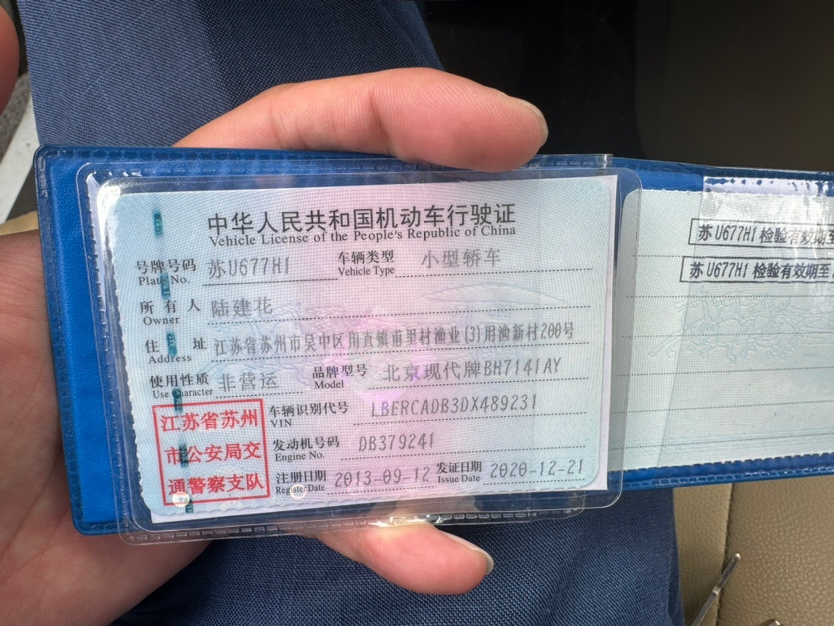 中华人民共和国机动车行驶证
Vehicle License of the People's Republic of China
号牌号码 苏U677H1 车辆类型 小型轿车
Plate No. Vehicle Type
所有人 陆建花
Owner
住址 江苏省苏州市吴中区甪直镇甫里村渔业(3)甪渔新村200号
Address
使用性质 非营运 品牌型号 北京现代牌BH7141AY
Use Character Model
江苏省苏州
市公安局交
通警察支队
车辆识别代号 LBERCADB3DX489231
VIN
发动机号码 DB379241
Engine No.
注册日期 2013-09-12 发证日期 2020-12-21
Register Date Issue Date
苏U677H1检验有效期至
苏U677H1检验有效期至